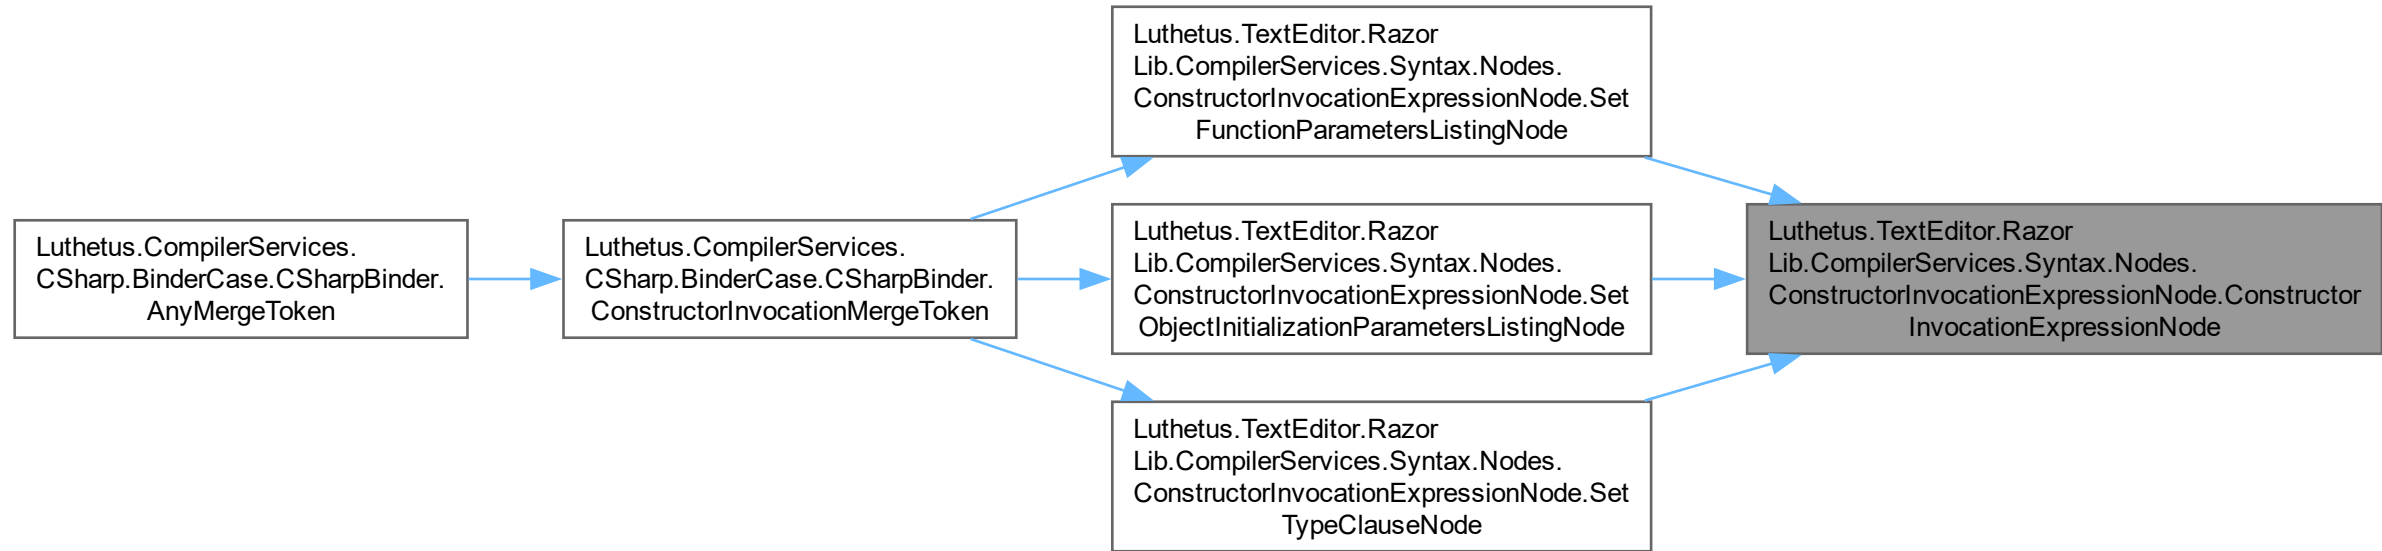 Luthetus.CompilerServices.
CSharp.BinderCase.CSharpBinder.
AnyMergeToken
Luthetus.CompilerServices.
CSharp.BinderCase.CSharpBinder.
ConstructorInvocationMergeToken
Luthetus.TextEditor.Razor
Lib.CompilerServices.Syntax.Nodes.
ConstructorInvocationExpressionNode.Set
FunctionParametersListingNode
Luthetus.TextEditor.Razor
Lib.CompilerServices.Syntax.Nodes.
ConstructorInvocationExpressionNode.Set
ObjectInitializationParametersListingNode
Luthetus.TextEditor.Razor
Lib.CompilerServices.Syntax.Nodes.
ConstructorInvocationExpressionNode.Set
TypeClauseNode
Luthetus.TextEditor.Razor
Lib.CompilerServices.Syntax.Nodes.
ConstructorInvocationExpressionNode.Constructor
InvocationExpressionNode